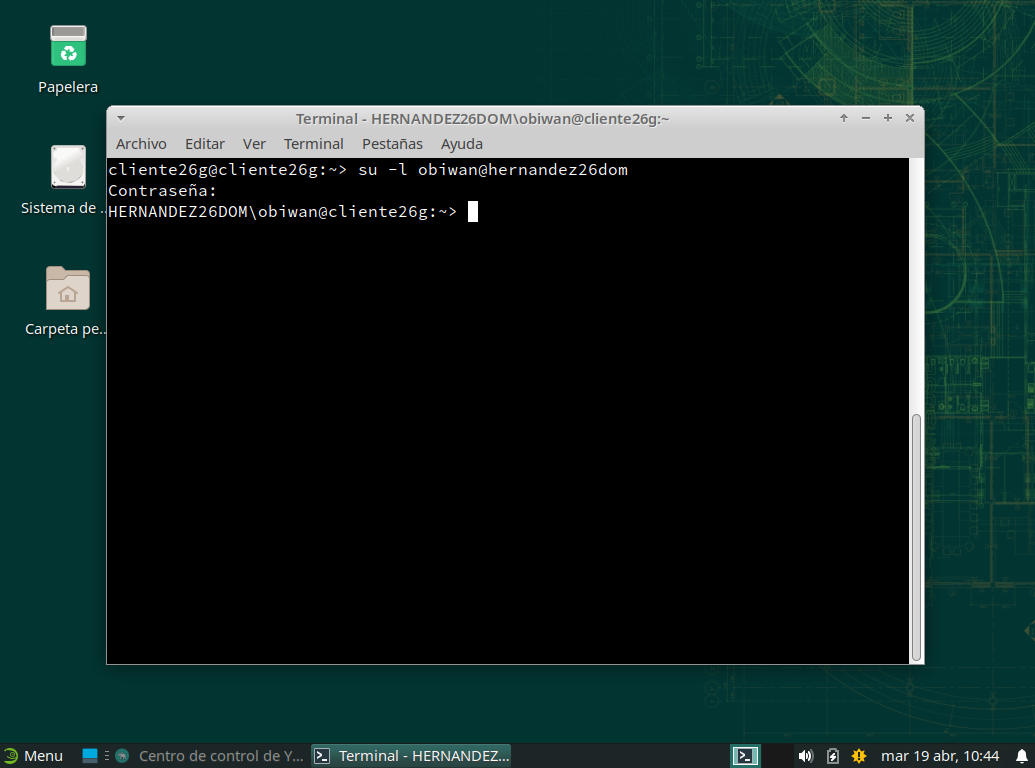 Papelera
Sistema de ...
Carpeta pe...
Terminal - HERNANDEZ26DOM\obiwan@cliente26g:~
Archivo Editar Ver Terminal Pestañas Ayuda
cliente26g@cliente26g:~> su -l obiwan@hernandez26dom
Contraseña:
HERNANDEZ26DOM\obiwan@cliente26g:~>
Menu Centro de control de Y... Terminal - HERNANDEZ... mar 19 abr, 10:44